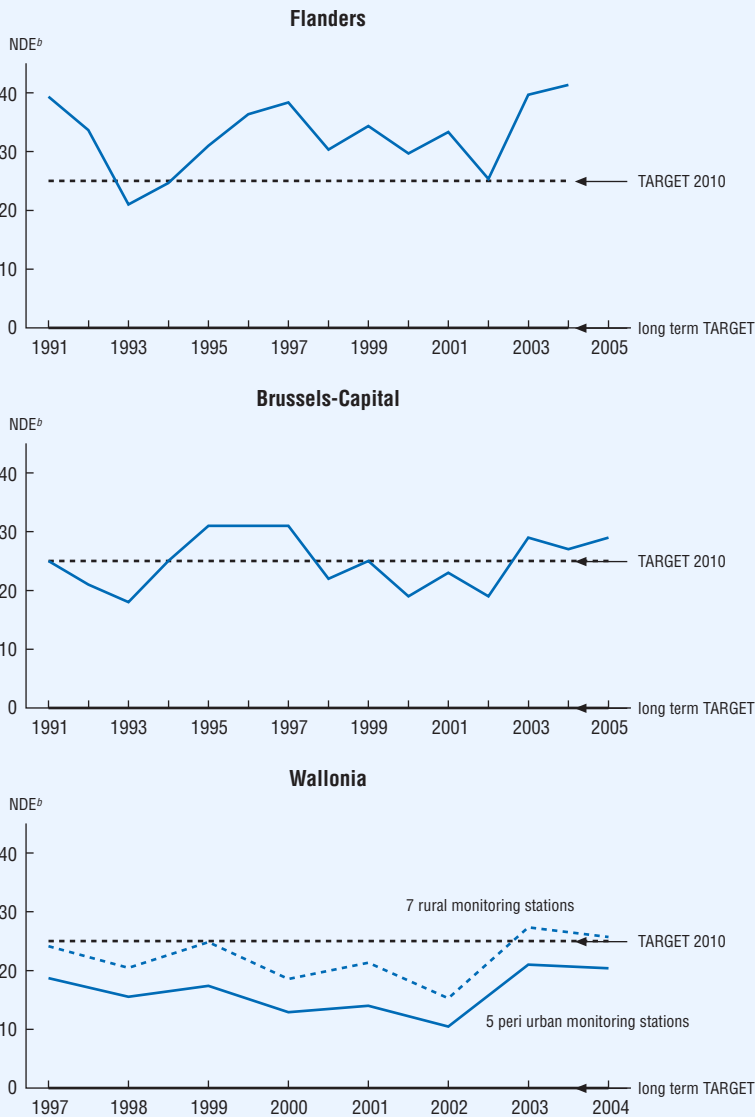 Flanders
NDEb
40
30
TARGET 2010
20
10
0
long term TARGET
1991 1993 1995 1997 1999 2001 2003 2005
Brussels-Capital
NDEb
40
30
TARGET 2010
20
10
0
long term TARGET
1991 1993 1995 1997 1999 2001 2003 2005
Wallonia
NDEb
40
7 rural monitoring stations
30
TARGET 2010
20
5 peri urban monitoring stations
10
0
long term TARGET
1997 1998 1999 2000 2001 2002 2003 2004